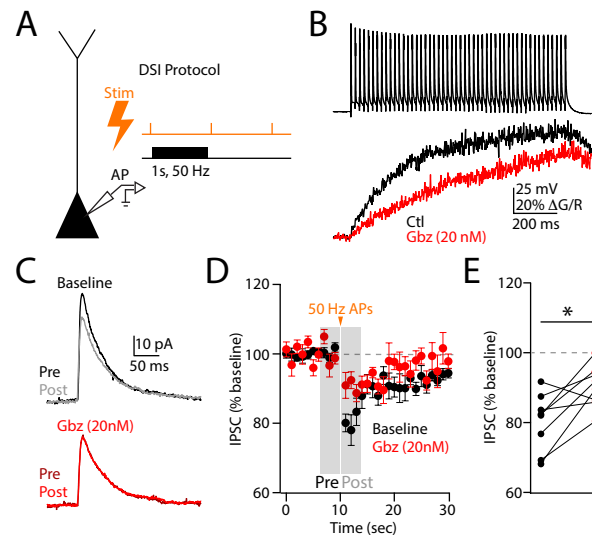 A
DSI Protocol
Stim
AP
1s, 50 Hz
B
25 mV
20% ΔG/R
200 ms
Ctl
Gbz (20 nM)
C
Baseline
10 pA
50 ms
Pre
Post
Gbz (20nM)
Pre
Post
D
120
50 Hz APs
100
80
60
IPSC (% baseline)
Baseline
Gbz (20nM)
Pre Post
0 10 20 30
Time (sec)
E
120
*
100
80
60
IPSC (% baseline)